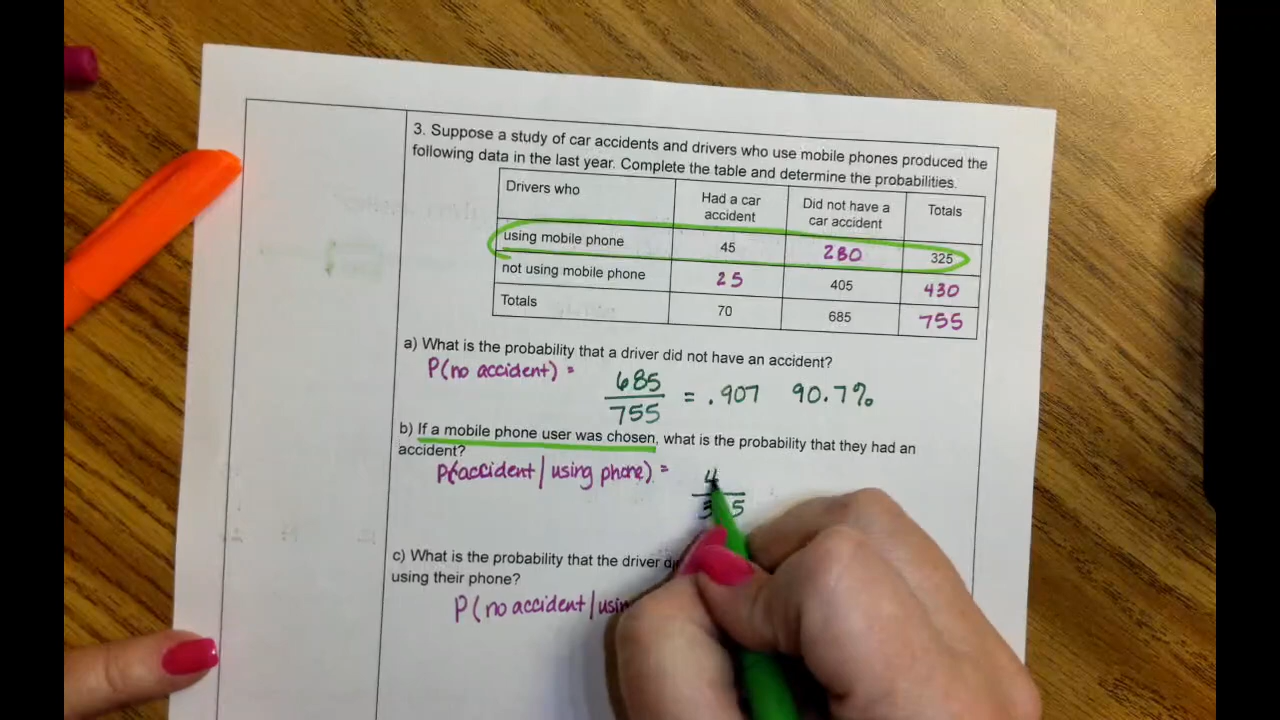 3. Suppose a study of car accidents and drivers who use mobile phones produced the
following data in the last year. Complete the table and determine the probabilities.
Drivers who Had a car accident Did not have a car accident Totals
using mobile phone 45 280 325
not using mobile phone 25 405 430
Totals 70 685 755
a) What is the probability that a driver did not have an accident?
P(no accident) = 685/755 = .907 90.7%
b) If a mobile phone user was chosen, what is the probability that they had an
accident?
P(accident | using phone) = 4
c) What is the probability that the driver
using their phone?
P(no accident |